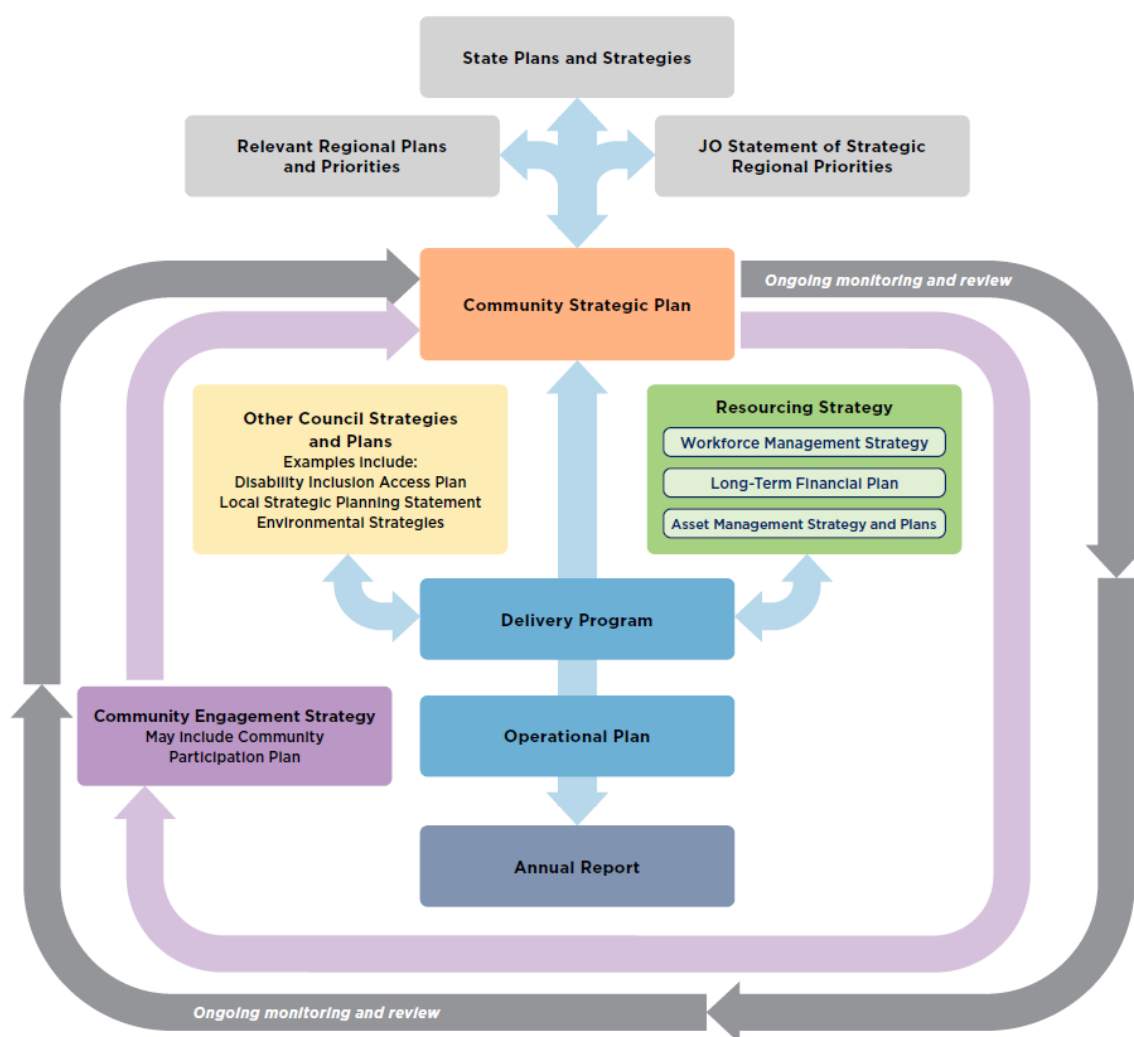 State Plans and Strategies
Relevant Regional Plans
and Priorities
JO Statement of Strategic
Regional Priorities
Community Strategic Plan
Ongoing monitoring and review
Other Council Strategies
and Plans
Examples Include:
Disability Inclusion Access Plan
Local Strategic Planning Statement
Environmental Strategies
Resourcing Strategy
Workforce Management Strategy
Long-Term Financial Plan
Asset Management Strategy and Plans
Delivery Program
Community Engagement Strategy
May Include Community
Participation Plan
Operational Plan
Annual Report
Ongoing monitoring and review